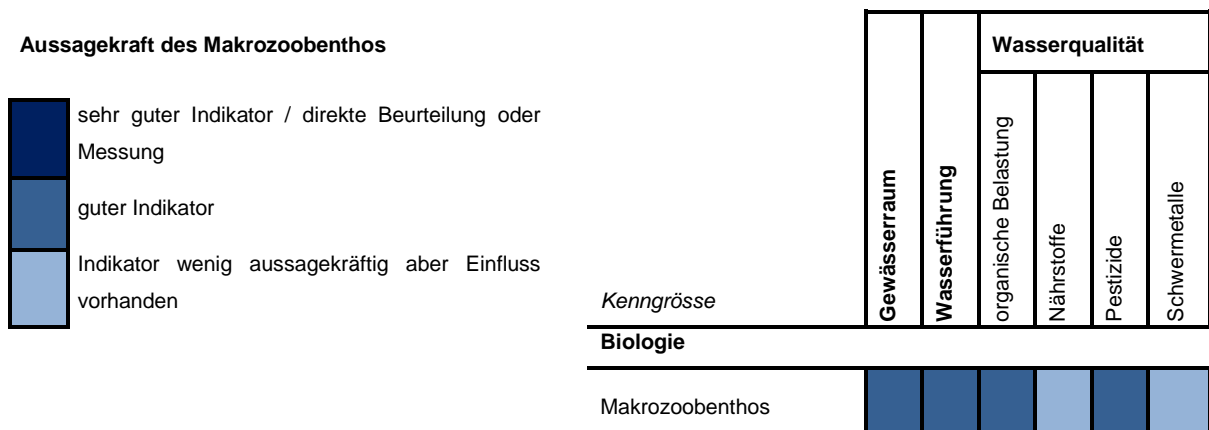 Aussagekraft des Makrozoobenthos
sehr guter Indikator / direkte Beurteilung oder
Messung
guter Indikator
Indikator wenig aussagekräftig aber Einfluss
vorhanden
Wasserqualität
Kenngrösse
Gewässerraum
Wasserführung
organische Belastung
Nährstoffe
Pestizide
Schwermetalle
Biologie
Makrozoobenthos